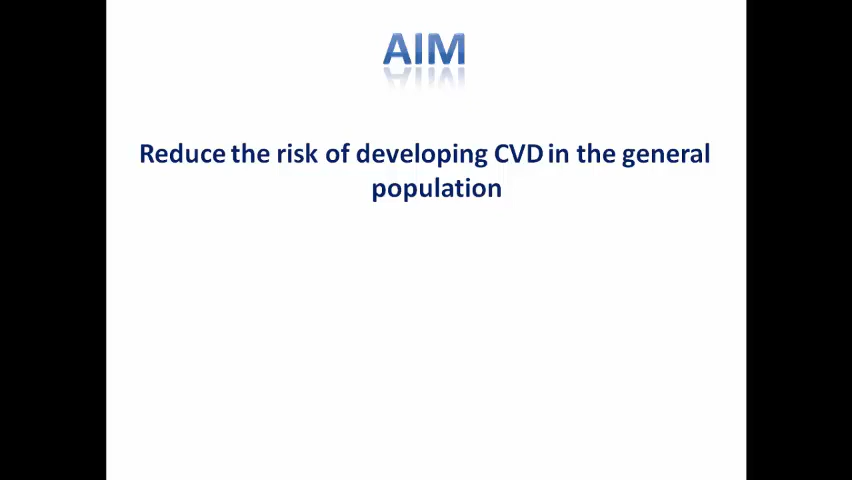 AIM
Reduce the risk of developing CVD in the general
population